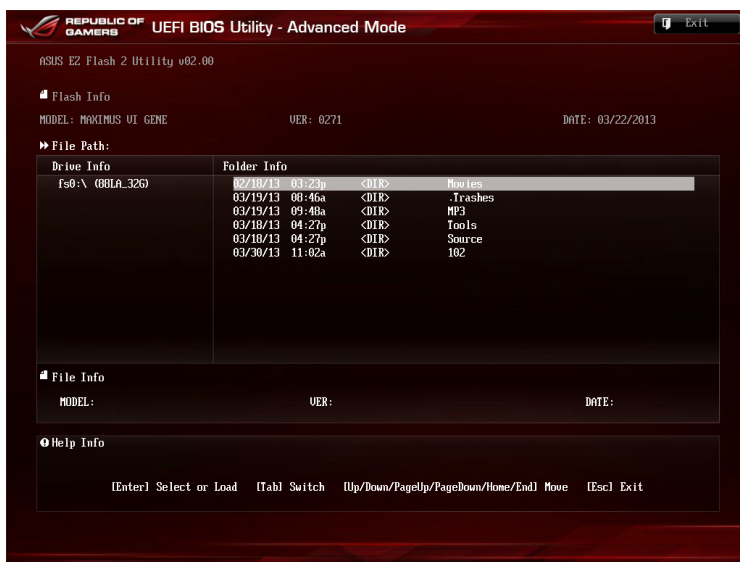 REPUBLIC OF
GAMERS
UEFI BIOS Utility - Advanced Mode
Exit
ASUS EZ Flash 2 Utility v02.00
Flash Info
MODEL: MAXIMUS VI GENE VER: 0271 DATE: 03/22/2013
File Path:
Drive Info Folder Info
fs0:\ (88LA_32G) 02/18/13 03:23p <DIR> Movies
03/19/13 08:46a <DIR> .Trashes
03/19/13 09:48a <DIR> MP3
03/18/13 04:27p <DIR> Tools
03/18/13 04:27p <DIR> Source
03/30/13 11:02a <DIR> 102
File Info
MODEL: VER: DATE:
Help Info
[Enter] Select or Load [Tab] Switch [Up/Down/PageUp/PageDown/Home/End] Move [Esc] Exit